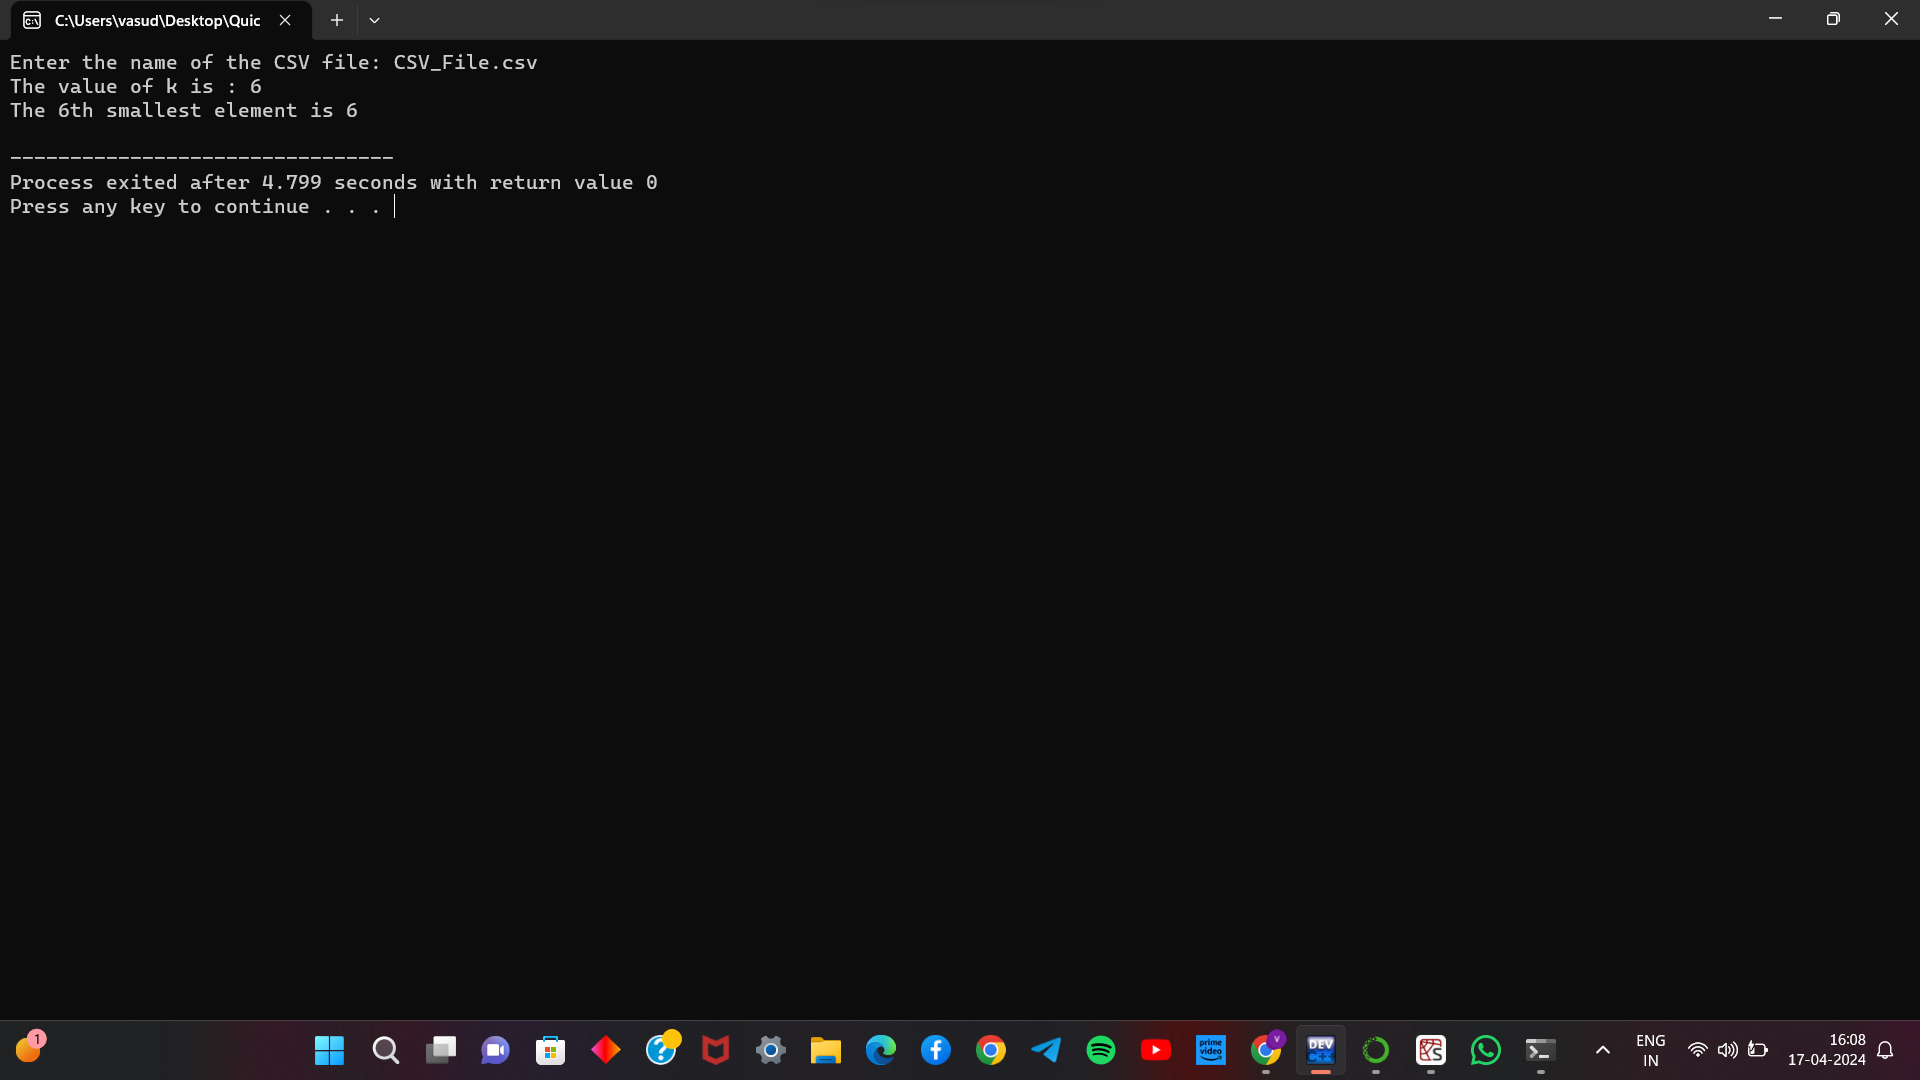 C:\Users\vasud\Desktop\Quic
Enter the name of the CSV file: CSV_File.csv
The value of k is : 6
The 6th smallest element is 6
--------------------------------
Process exited after 4.799 seconds with return value 0
Press any key to continue . . .
1
prime video
V
DEV C++
ENG
IN
16:08
17-04-2024